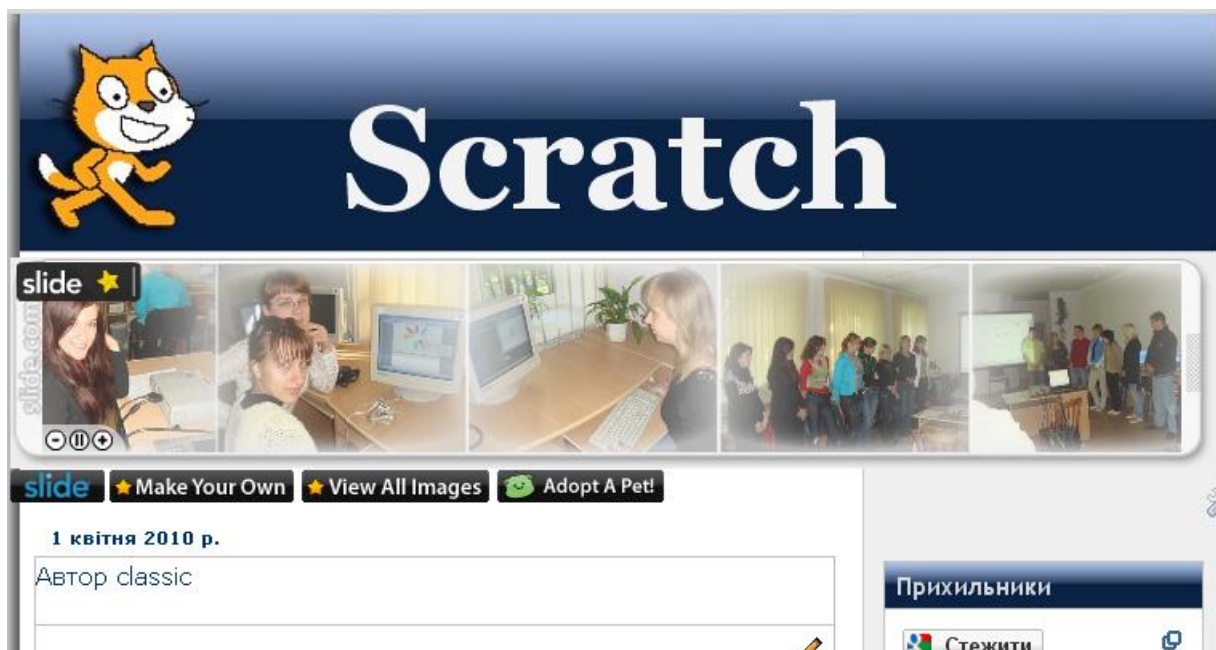 Scratch
slide
slide.com
slide Make Your Own View All Images Adopt A Pet!
1 квітня 2010 р.
Автор classic
Прихильники
Стежити